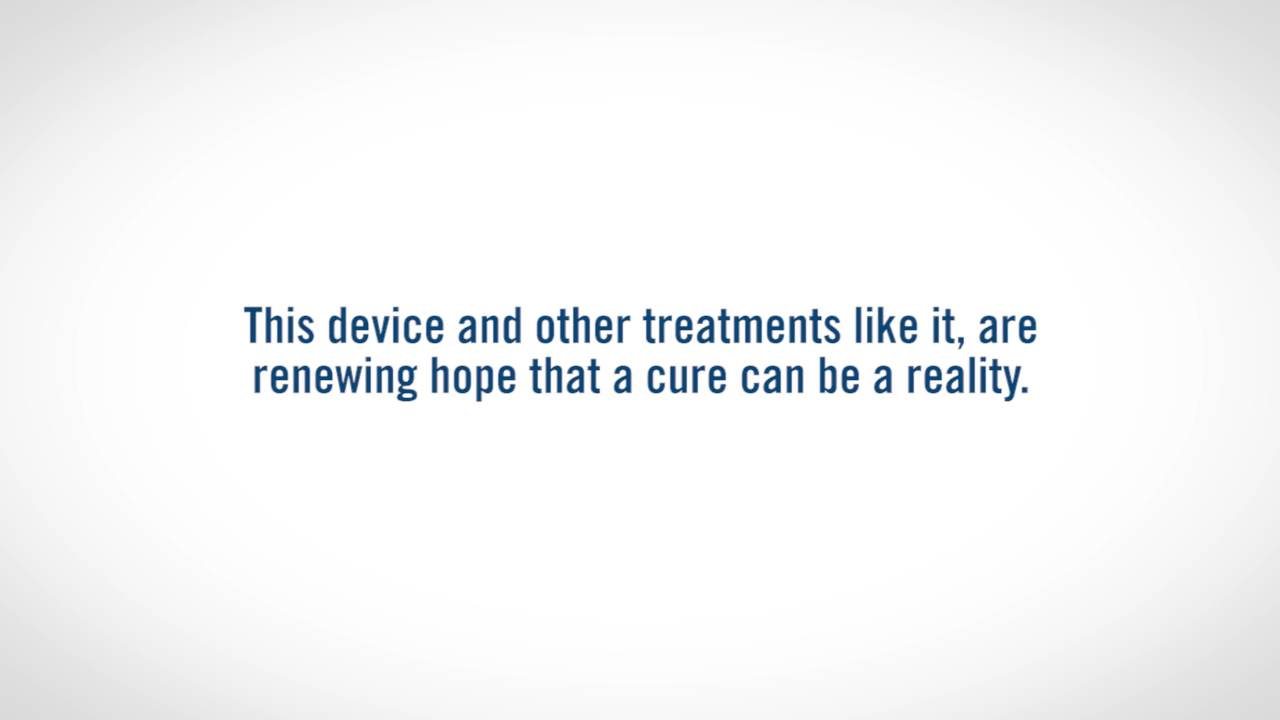 This device and other treatments like it, are
renewing hope that a cure can be a reality.